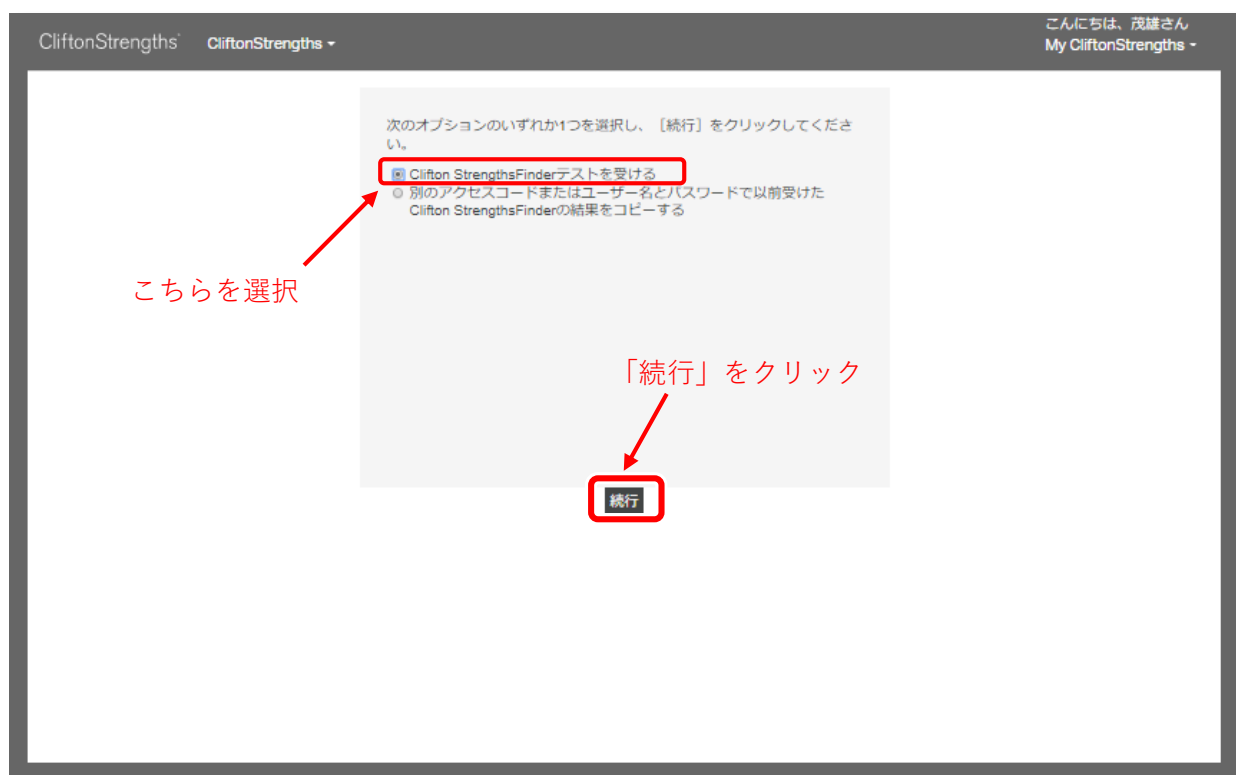 こんにちは、茂雄さん
CliftonStrengths® CliftonStrengths
My CliftonStrengths
次のオプションのいずれか1つを選択し、［続行］をクリックしてくださ
い。
Clifton StrengthsFinderテストを受ける
別のアクセスコードまたはユーザー名とパスワードで以前受けた
Clifton StrengthsFinderの結果をコピーする
こちらを選択
「続行」をクリック
続行